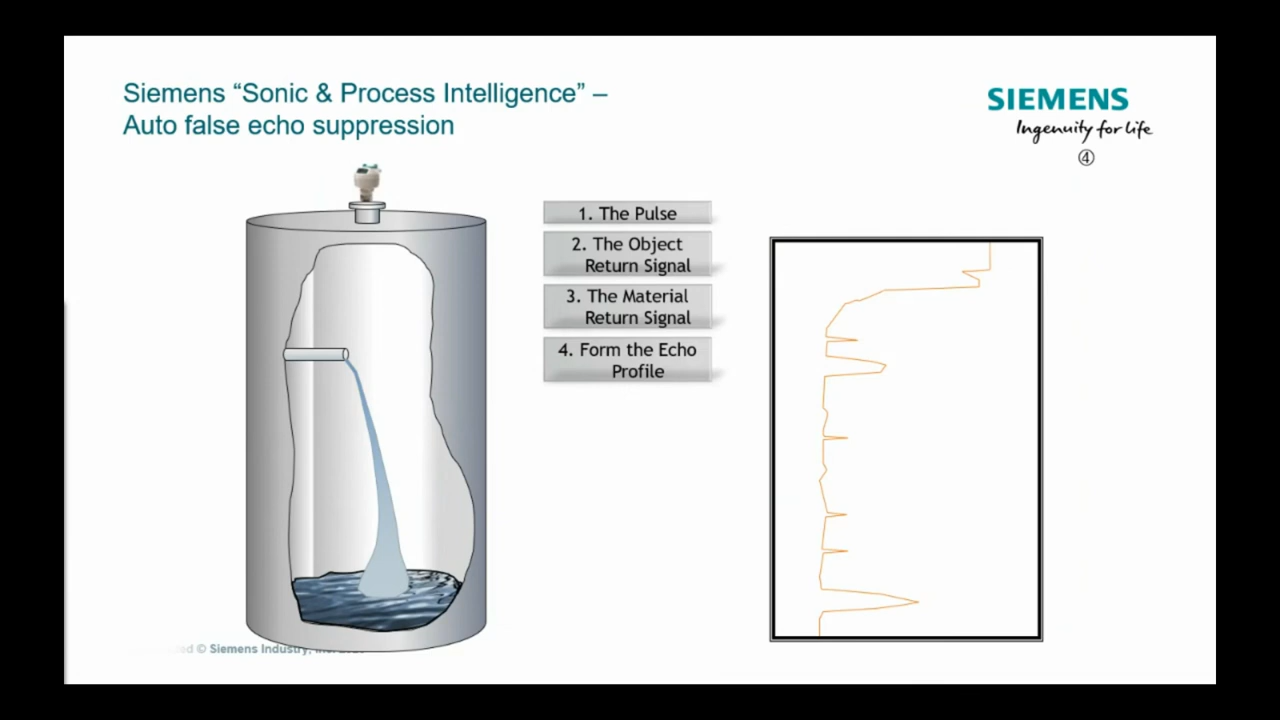 Siemens “Sonic & Process Intelligence” –
Auto false echo suppression
SIEMENS
Ingenuity for life
④
1. The Pulse
2. The Object
Return Signal
3. The Material
Return Signal
4. Form the Echo
Profile
© Siemens Industry,